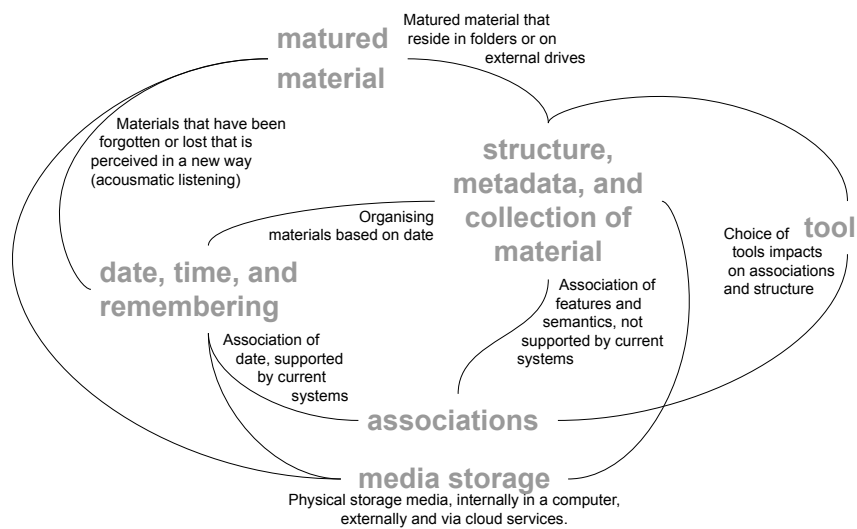 matured
material
Matured material that
reside in folders or on
external drives
Materials that have been
forgotten or lost that is
perceived in a new way
(acousmatic listening)
structure,
metadata, and
collection of
material
Organising
materials based on date
Choice of
tools impacts
on associations
and structure
tool
date, time, and
remembering
Association of
features and
semantics, not
supported by current
systems
Association of
date, supported
by current
systems
associations
media storage
Physical storage media, internally in a computer,
externally and via cloud services.